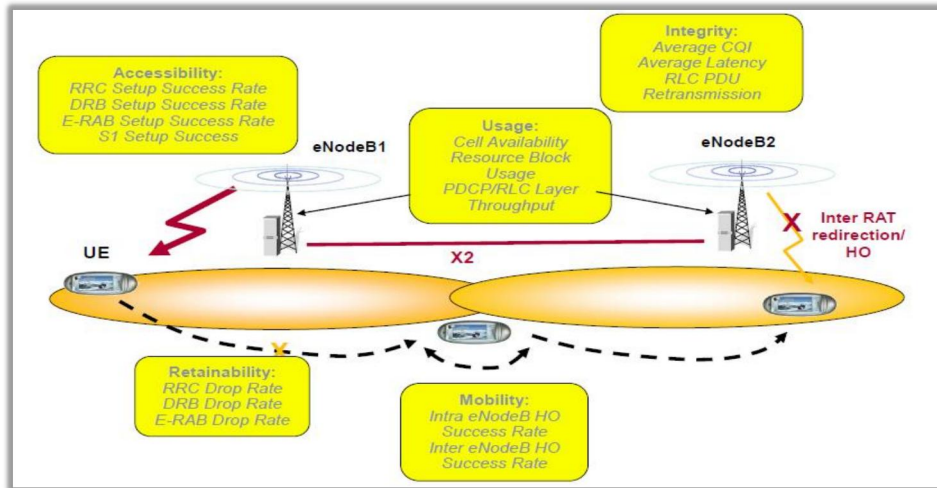 Integrity:
Average CQI
Average Latency
RLC PDU
Retransmission
Accessibility:
RRC Setup Success Rate
DRB Setup Success Rate
E-RAB Setup Success Rate
S1 Setup Success
Usage:
Cell Availability
Resource Block
Usage
PDCP/RLC Layer
Throughput
eNodeB1
eNodeB2
X
Inter RAT
redirection/
HO
X2
UE
X
Retainability:
RRC Drop Rate
DRB Drop Rate
E-RAB Drop Rate
Mobility:
Intra eNodeB HO
Success Rate
Inter eNodeB HO
Success Rate